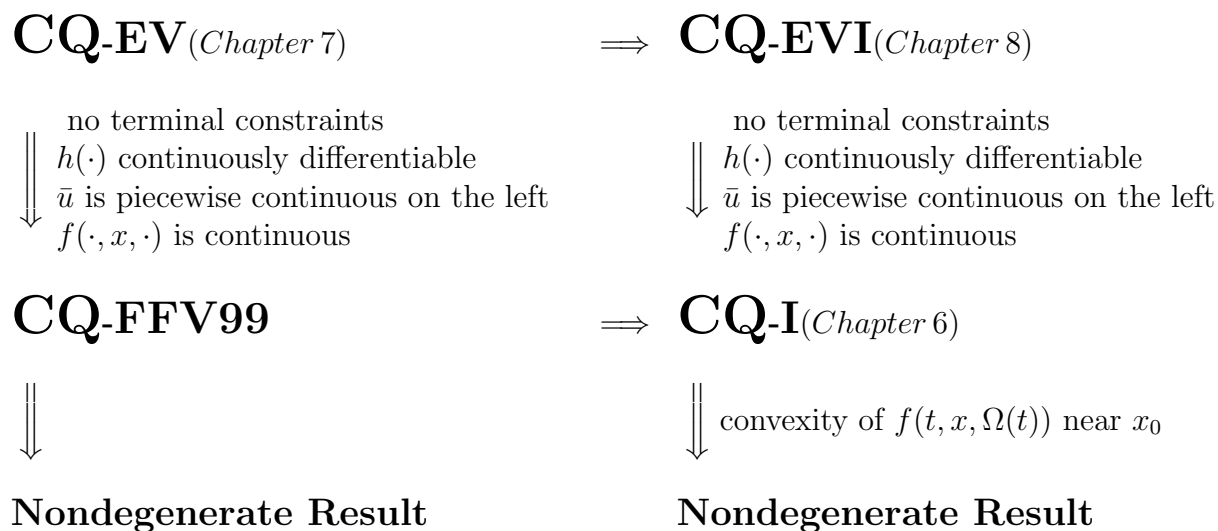 CQ-EV(Chapter 7) ⟹ CQ-EVI(Chapter 8)
no terminal constraints
h(·) continuously differentiable
ū is piecewise continuous on the left
f(·, x, ·) is continuous
no terminal constraints
h(·) continuously differentiable
ū is piecewise continuous on the left
f(·, x, ·) is continuous
CQ-FFV99 ⟹ CQ-I(Chapter 6)
convexity of f(t, x, Ω(t)) near x₀
Nondegenerate Result Nondegenerate Result